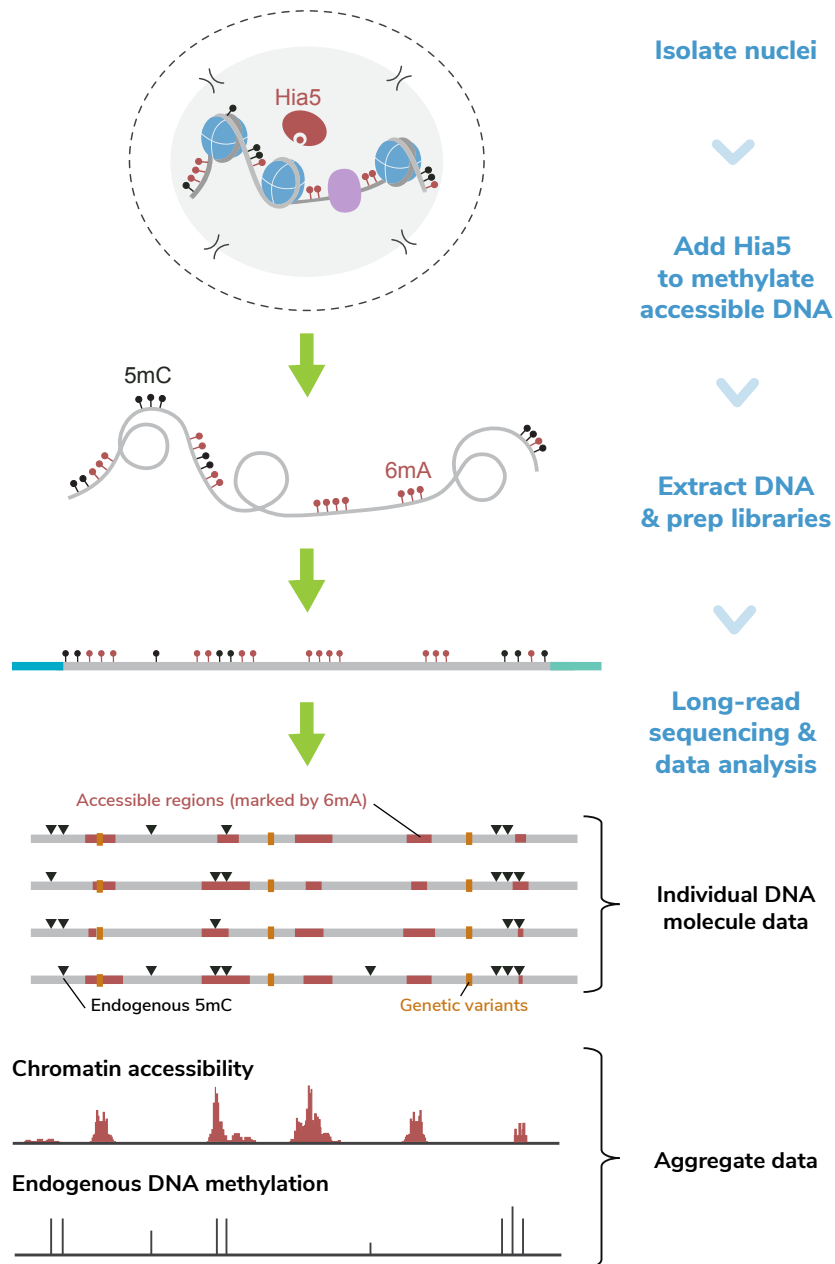 Isolate nuclei
Hia5
Add Hia5
to methylate
accessible DNA
5mC
6mA
Extract DNA
& prep libraries
Long-read
sequencing &
data analysis
Accessible regions (marked by 6mA)
Individual DNA
molecule data
Endogenous 5mC
Genetic variants
Chromatin accessibility
Aggregate data
Endogenous DNA methylation